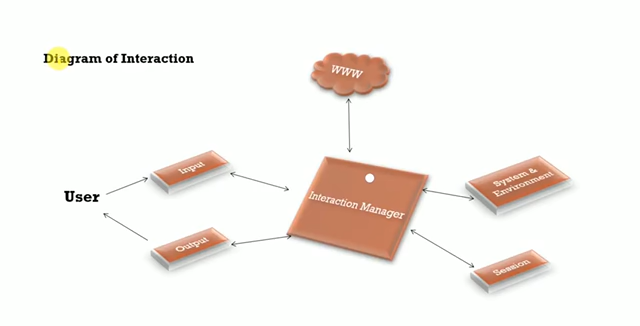 Diagram of Interaction
WWW
Input
User
Interaction Manager
System &
Environment
Output
Session